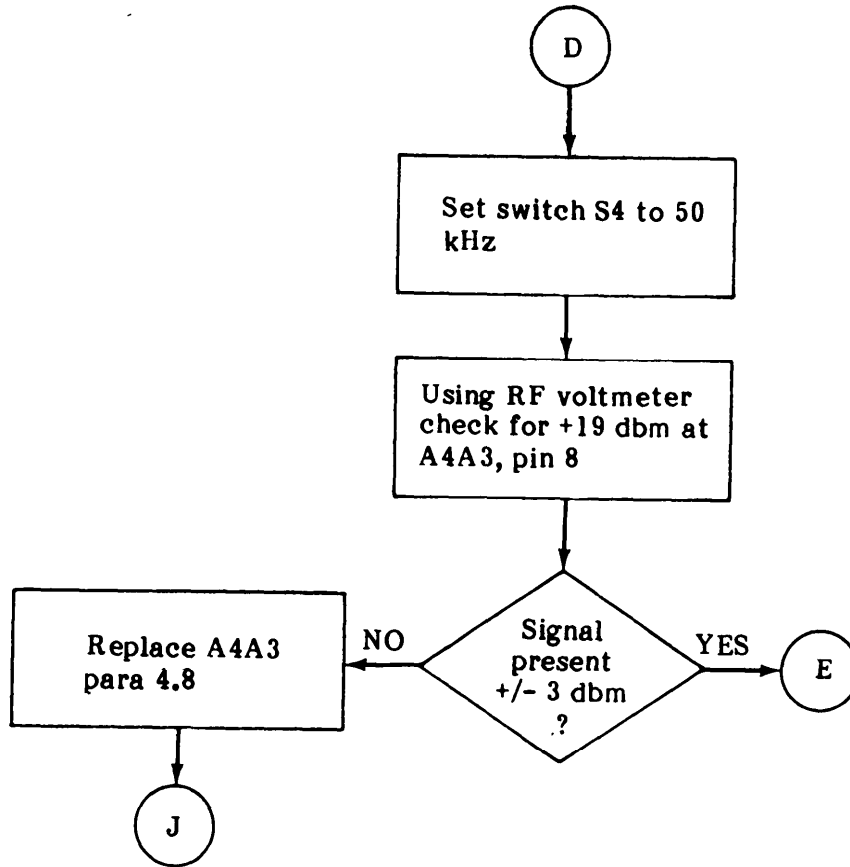 D
Set switch S4 to 50
kHz
Using RF voltmeter
check for +19 dbm at
A4A3, pin 8
Signal
present
+/- 3 dbm
?
NO
YES
Replace A4A3
para 4.8
E
J